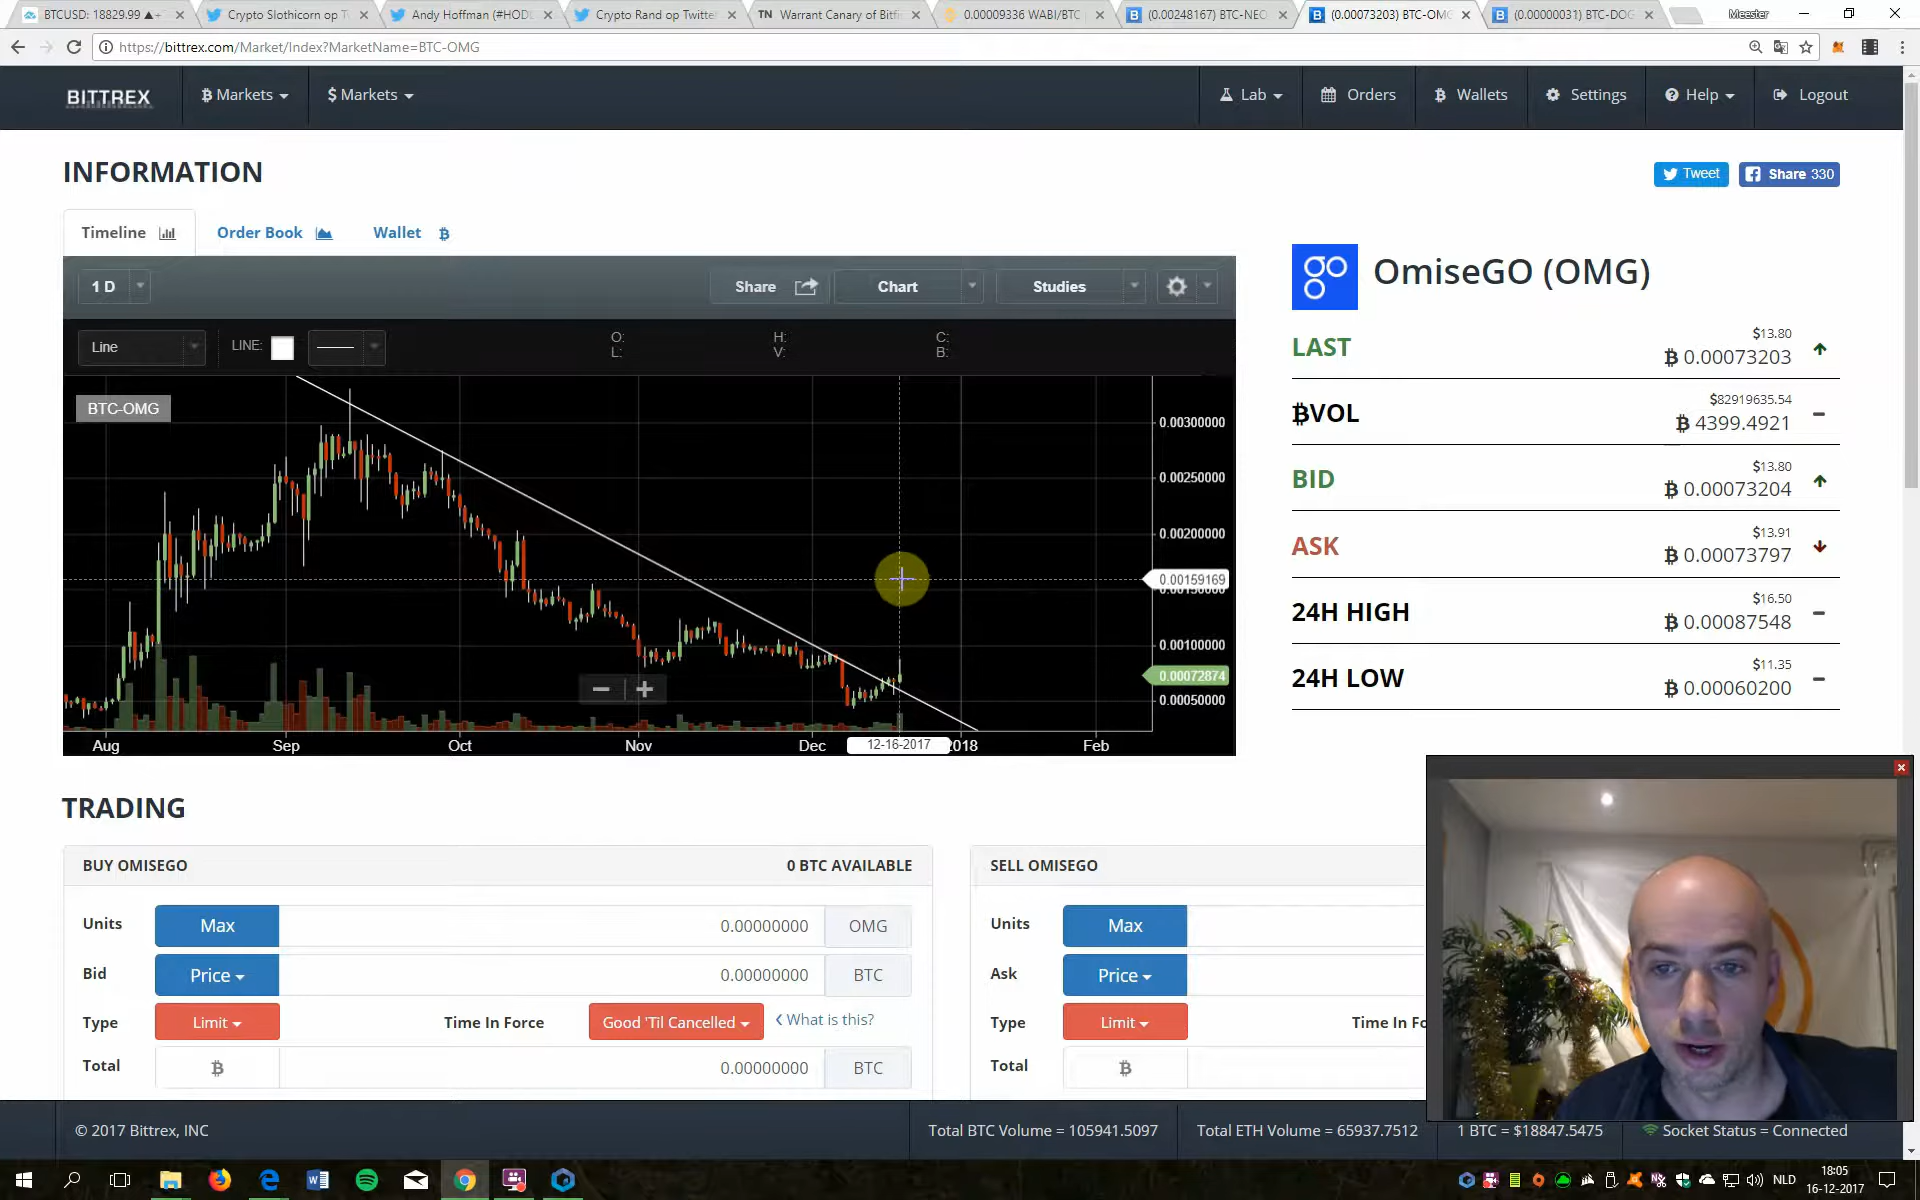 BTCUSD: 18829.99 ▲+
Crypto Slothicorn op T
Andy Hoffman (#HODL
Crypto Rand op Twitte
TN Warrant Canary of Bitfi
0.00009336 WABI/BTC
(0.00248167) BTC-NEO
(0.00073203) BTC-OMG
(0.00000031) BTC-DOG
Meester
https://bittrex.com/Market/Index?MarketName=BTC-OMG
BITTREX
Markets
$ Markets
Lab
Orders
Wallets
Settings
Help
Logout
INFORMATION
Tweet
Share 330
Timeline
Order Book
Wallet
1 D
Share
Chart
Studies
Line
LINE:
O:
H:
C:
L:
V:
B:
BTC-OMG
0.00300000
0.00250000
0.00200000
0.00159169
0.00150000
0.00100000
0.00072874
0.00050000
Aug
Sep
Oct
Nov
Dec
12-16-2017
2018
Feb
OmiseGO (OMG)
LAST
$13.80
0.00073203
VOL
$82919635.54
4399.4921
BID
$13.80
0.00073204
ASK
$13.91
0.00073797
24H HIGH
$16.50
0.00087548
24H LOW
$11.35
0.00060200
TRADING
BUY OMISEGO
0 BTC AVAILABLE
Units
Max
0.00000000
OMG
Bid
Price
0.00000000
BTC
Type
Limit
Time In Force
Good 'Til Cancelled
What is this?
Total
0.00000000
BTC
SELL OMISEGO
Units
Max
Ask
Price
Type
Limit
Time In Fo
Total
© 2017 Bittrex, INC
Total BTC Volume = 105941.5097
Total ETH Volume = 65937.7512
1 BTC = $18847.5475
Socket Status = Connected
NLD
18:05
16-12-2017